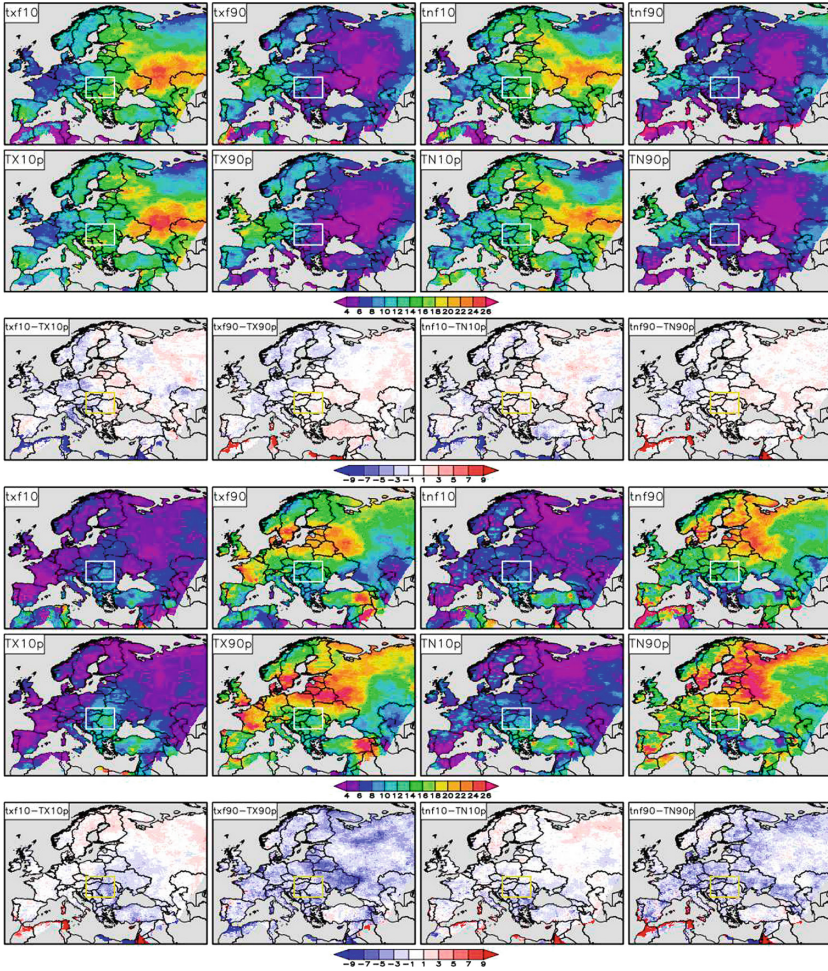 txf10 txf90 tnf10 tnf90
TX10p TX90p TN10p TN90p
4 6 8 10 12 14 16 18 20 22 24 26
txf10-TX10p txf90-TX90p tnf10-TN10p tnf90-TN90p
-9 -7 -5 -3 -1 1 3 5 7 9
txf10 txf90 tnf10 tnf90
TX10p TX90p TN10p TN90p
4 6 8 10 12 14 16 18 20 22 24 26
txf10-TX10p txf90-TX90p tnf10-TN10p tnf90-TN90p
-9 -7 -5 -3 -1 1 3 5 7 9